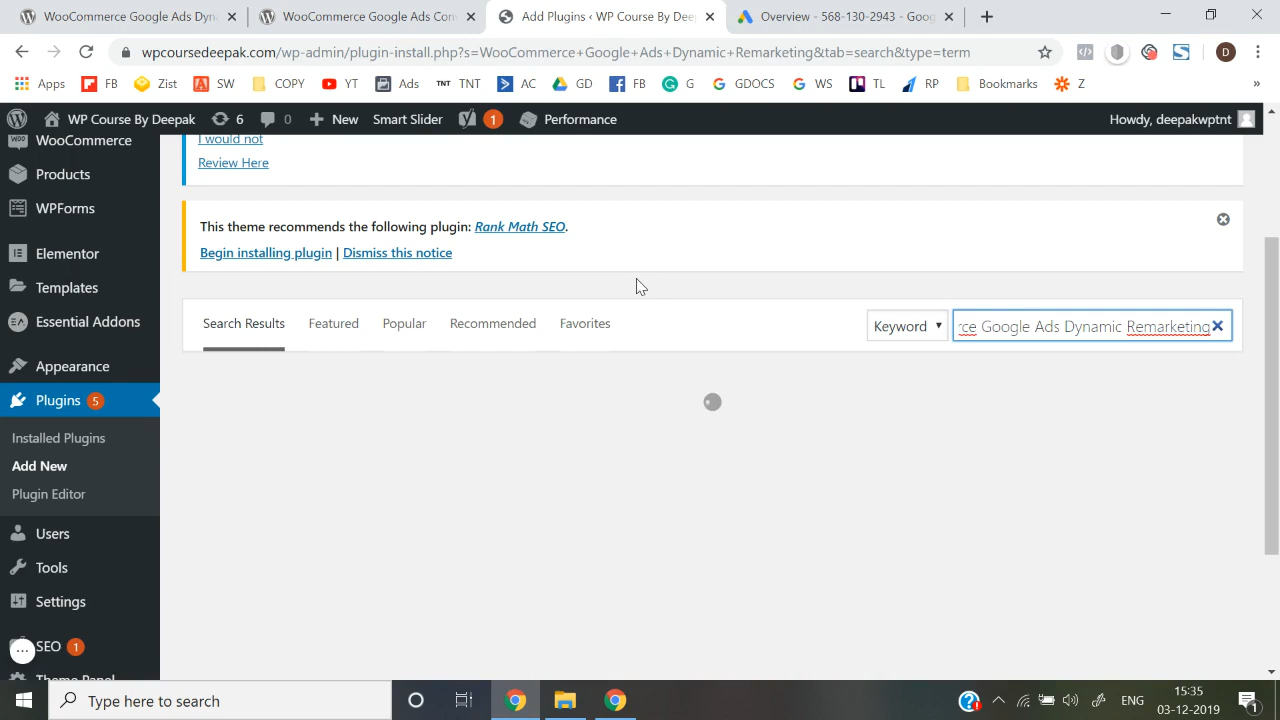 WooCommerce Google Ads Dyn
WooCommerce Google Ads Con
Add Plugins ‹ WP Course By Deep
Overview - 568-130-2943 - Goog
wpcoursedeepak.com/wp-admin/plugin-install.php?s=WooCommerce+Google+Ads+Dynamic+Remarketing&tab=search&type=term
D
Apps
FB
Zist
SW
COPY
YT
Ads
TNT TNT
AC
GD
FB
G
GDOCS
WS
TL
RP
Bookmarks
Z
»
WP Course By Deepak
6
0
New
Smart Slider
1
Performance
Howdy, deepakwptnt
WooCommerce
Products
WPForms
Elementor
Templates
Essential Addons
Appearance
Plugins 5
Installed Plugins
Add New
Plugin Editor
Users
Tools
Settings
SEO 1
Theme Panel
I would not
Review Here
This theme recommends the following plugin: Rank Math SEO.
Begin installing plugin | Dismiss this notice
Search Results
Featured
Popular
Recommended
Favorites
Keyword
rce Google Ads Dynamic Remarketing
Type here to search
ENG
15:35
03-12-2019
1